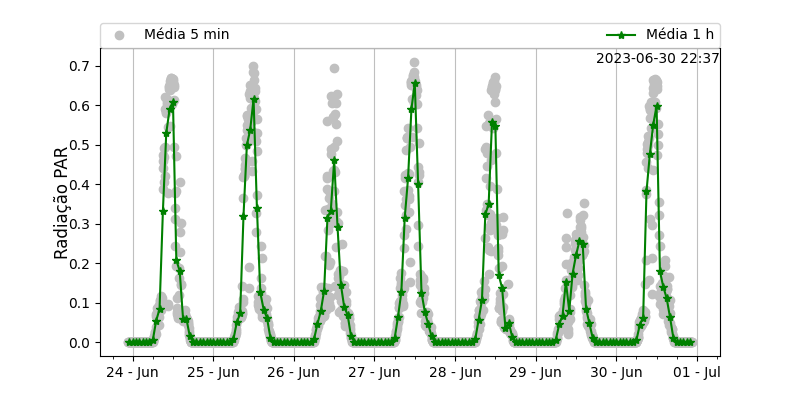 Média 5 min
Média 1 h
2023-06-30 22:37
Radiação PAR
0.7
0.6
0.5
0.4
0.3
0.2
0.1
0.0
24 - Jun
25 - Jun
26 - Jun
27 - Jun
28 - Jun
29 - Jun
30 - Jun
01 - Jul